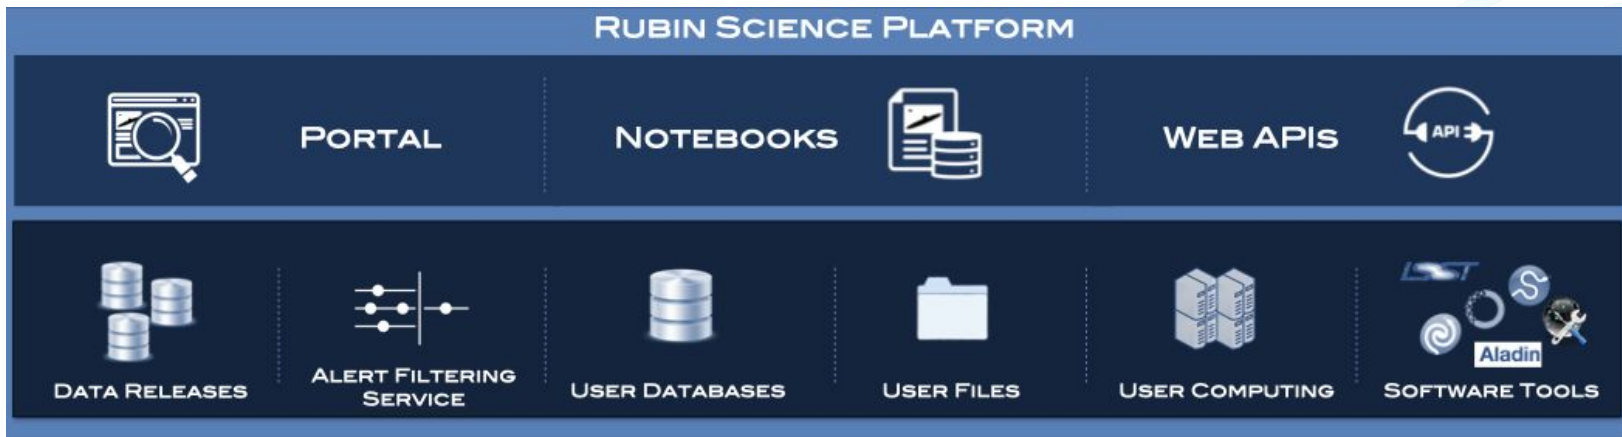 RUBIN SCIENCE PLATFORM
PORTAL
NOTEBOOKS
WEB APIS
API
DATA RELEASES
ALERT FILTERING
SERVICE
USER DATABASES
USER FILES
USER COMPUTING
LSST
Aladin
SOFTWARE TOOLS